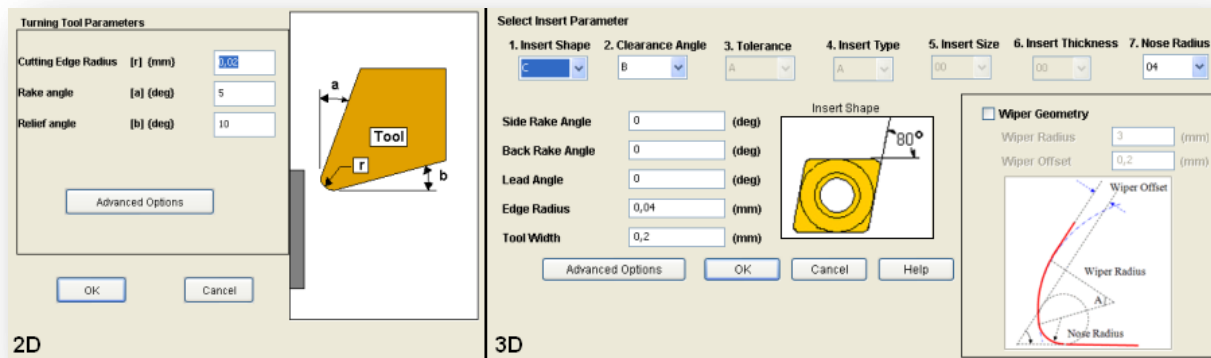 Turning Tool Parameters
Cutting Edge Radius [r] (mm) 0,02
Rake angle [a] (deg) 5
Relief angle [b] (deg) 10
Advanced Options
OK Cancel
a
Tool
r
b
2D
Select Insert Parameter
1. Insert Shape 2. Clearance Angle 3. Tolerance 4. Insert Type 5. Insert Size 6. Insert Thickness 7. Nose Radius
C B A A 00 00 04
Side Rake Angle 0 (deg)
Back Rake Angle 0 (deg)
Lead Angle 0 (deg)
Edge Radius 0,04 (mm)
Tool Width 0,2 (mm)
Insert Shape
80°
Advanced Options OK Cancel Help
Wiper Geometry
Wiper Radius 3 (mm)
Wiper Offset 0,2 (mm)
Wiper Offset
Wiper Radius
A
Nose Radius
3D